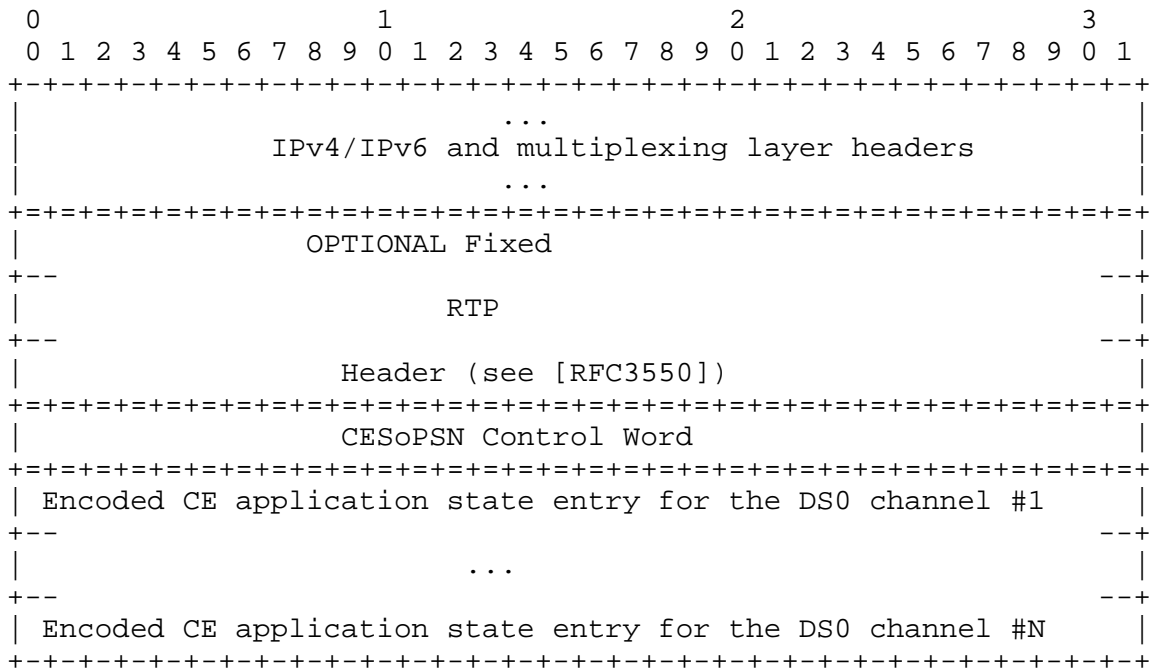 0                   1                   2                   3
 0 1 2 3 4 5 6 7 8 9 0 1 2 3 4 5 6 7 8 9 0 1 2 3 4 5 6 7 8 9 0 1
+-+-+-+-+-+-+-+-+-+-+-+-+-+-+-+-+-+-+-+-+-+-+-+-+-+-+-+-+-+-+-+-+
|                           ...                                 |
|              IPv4/IPv6 and multiplexing layer headers         |
|                           ...                                 |
+=+=+=+=+=+=+=+=+=+=+=+=+=+=+=+=+=+=+=+=+=+=+=+=+=+=+=+=+=+=+=+=+
|                OPTIONAL Fixed                                 |
+--                                                           --+
|                        RTP                                    |
+--                                                           --+
|                  Header (see [RFC3550])                       |
+=+=+=+=+=+=+=+=+=+=+=+=+=+=+=+=+=+=+=+=+=+=+=+=+=+=+=+=+=+=+=+=+
|                  CESoPSN Control Word                         |
+=+=+=+=+=+=+=+=+=+=+=+=+=+=+=+=+=+=+=+=+=+=+=+=+=+=+=+=+=+=+=+=+
| Encoded CE application state entry for the DS0 channel #1     |
+--                                                           --+
|                         ...                                   |
+--                                                           --+
| Encoded CE application state entry for the DS0 channel #N     |
+-+-+-+-+-+-+-+-+-+-+-+-+-+-+-+-+-+-+-+-+-+-+-+-+-+-+-+-+-+-+-+-+